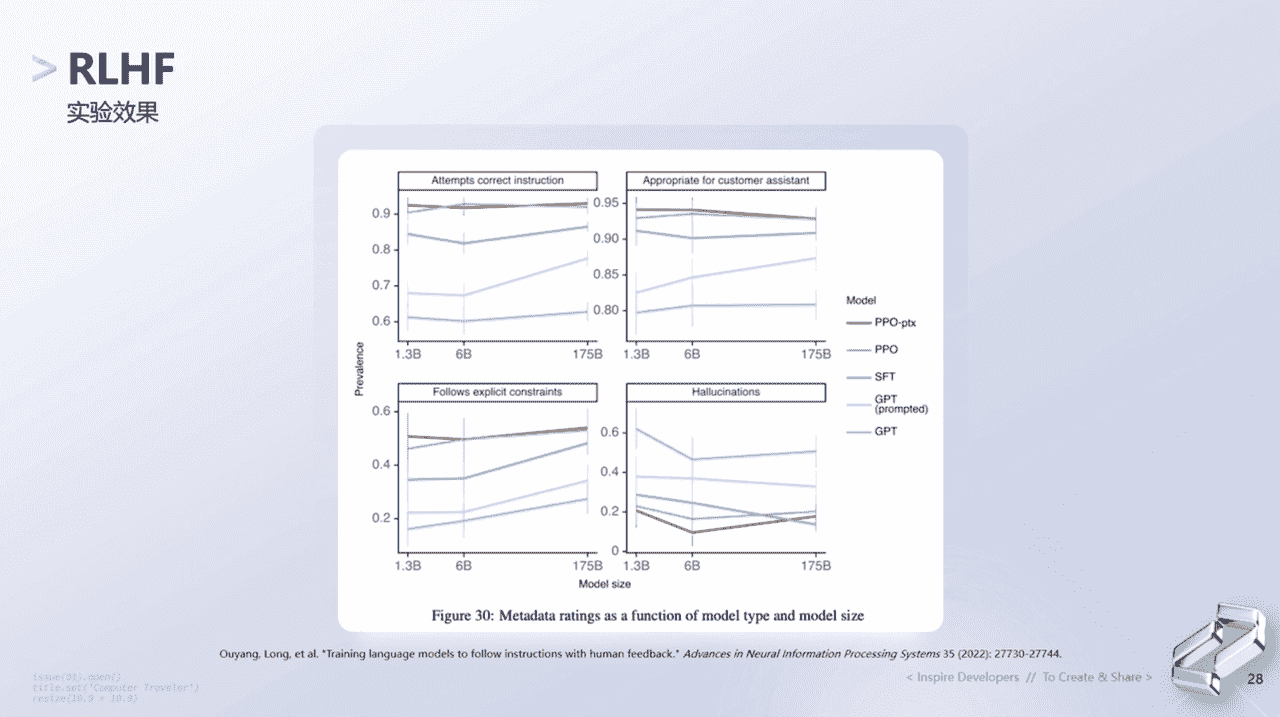 > RLHF
实验效果
Attempts correct instruction
Appropriate for customer assistant
0.9
0.8
0.7
0.6
0.95
0.90
0.85
0.80
1.3B 6B 175B
1.3B 6B 175B
Prevalence
Follows explicit constraints
Hallucinations
0.6
0.4
0.2
0.6
0.4
0.2
0
1.3B 6B 175B
1.3B 6B 175B
Model size
Model
PPO-ptx
PPO
SFT
GPT
(prompted)
GPT
Figure 30: Metadata ratings as a function of model type and model size
Ouyang, Long, et al. "Training language models to follow instructions with human feedback." Advances in Neural Information Processing Systems 35 (2022): 27730-27744.
< Inspire Developers // To Create & Share >
issue(01).open()
title.set('Computer Traveler')
28